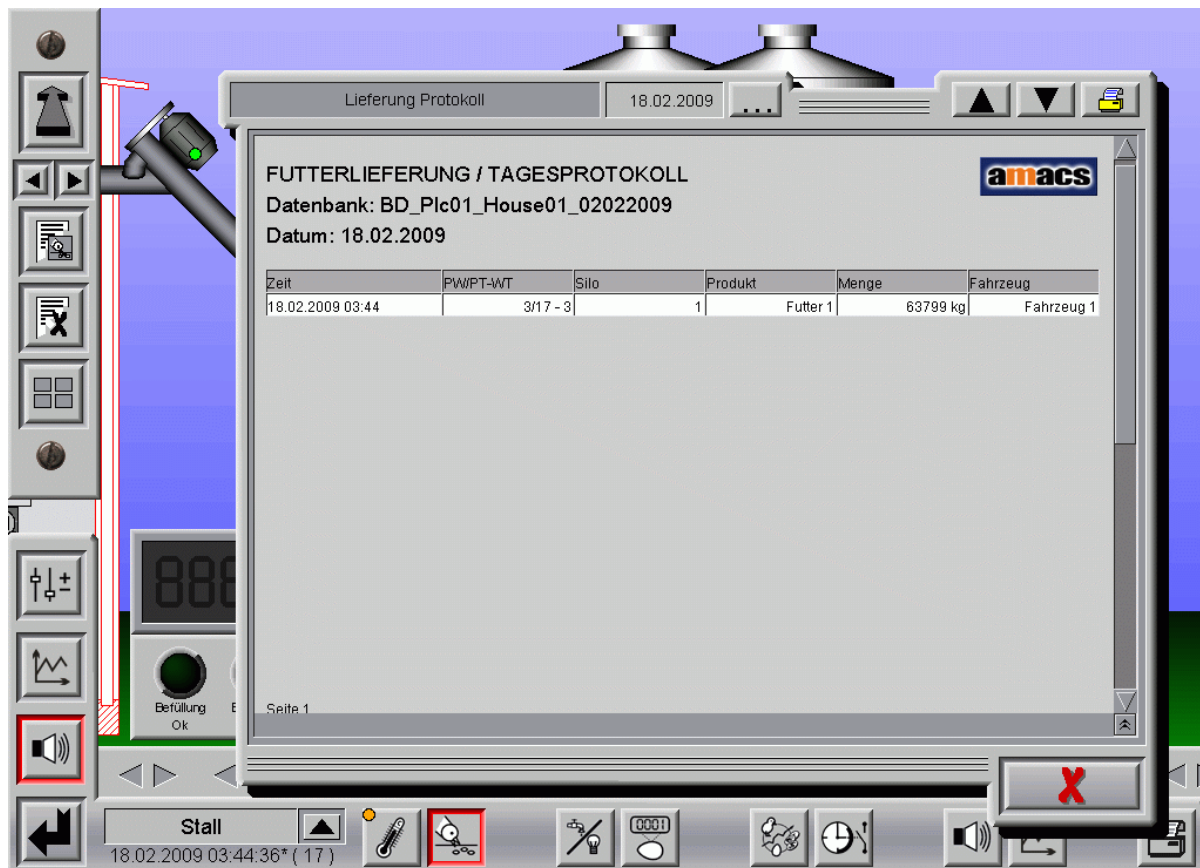 Lieferung Protokoll
18.02.2009
...
FUTTERLIEFERUNG / TAGESPROTOKOLL
amacs
Datenbank: BD_Plc01_House01_02022009
Datum: 18.02.2009
Zeit PW/PT-WT Silo Produkt Menge Fahrzeug
18.02.2009 03:44 3/17 - 3 1 Futter 1 63799 kg Fahrzeug 1
Seite 1
Befüllung
Ok
Stall
18.02.2009 03:44:36* ( 17 )
0001